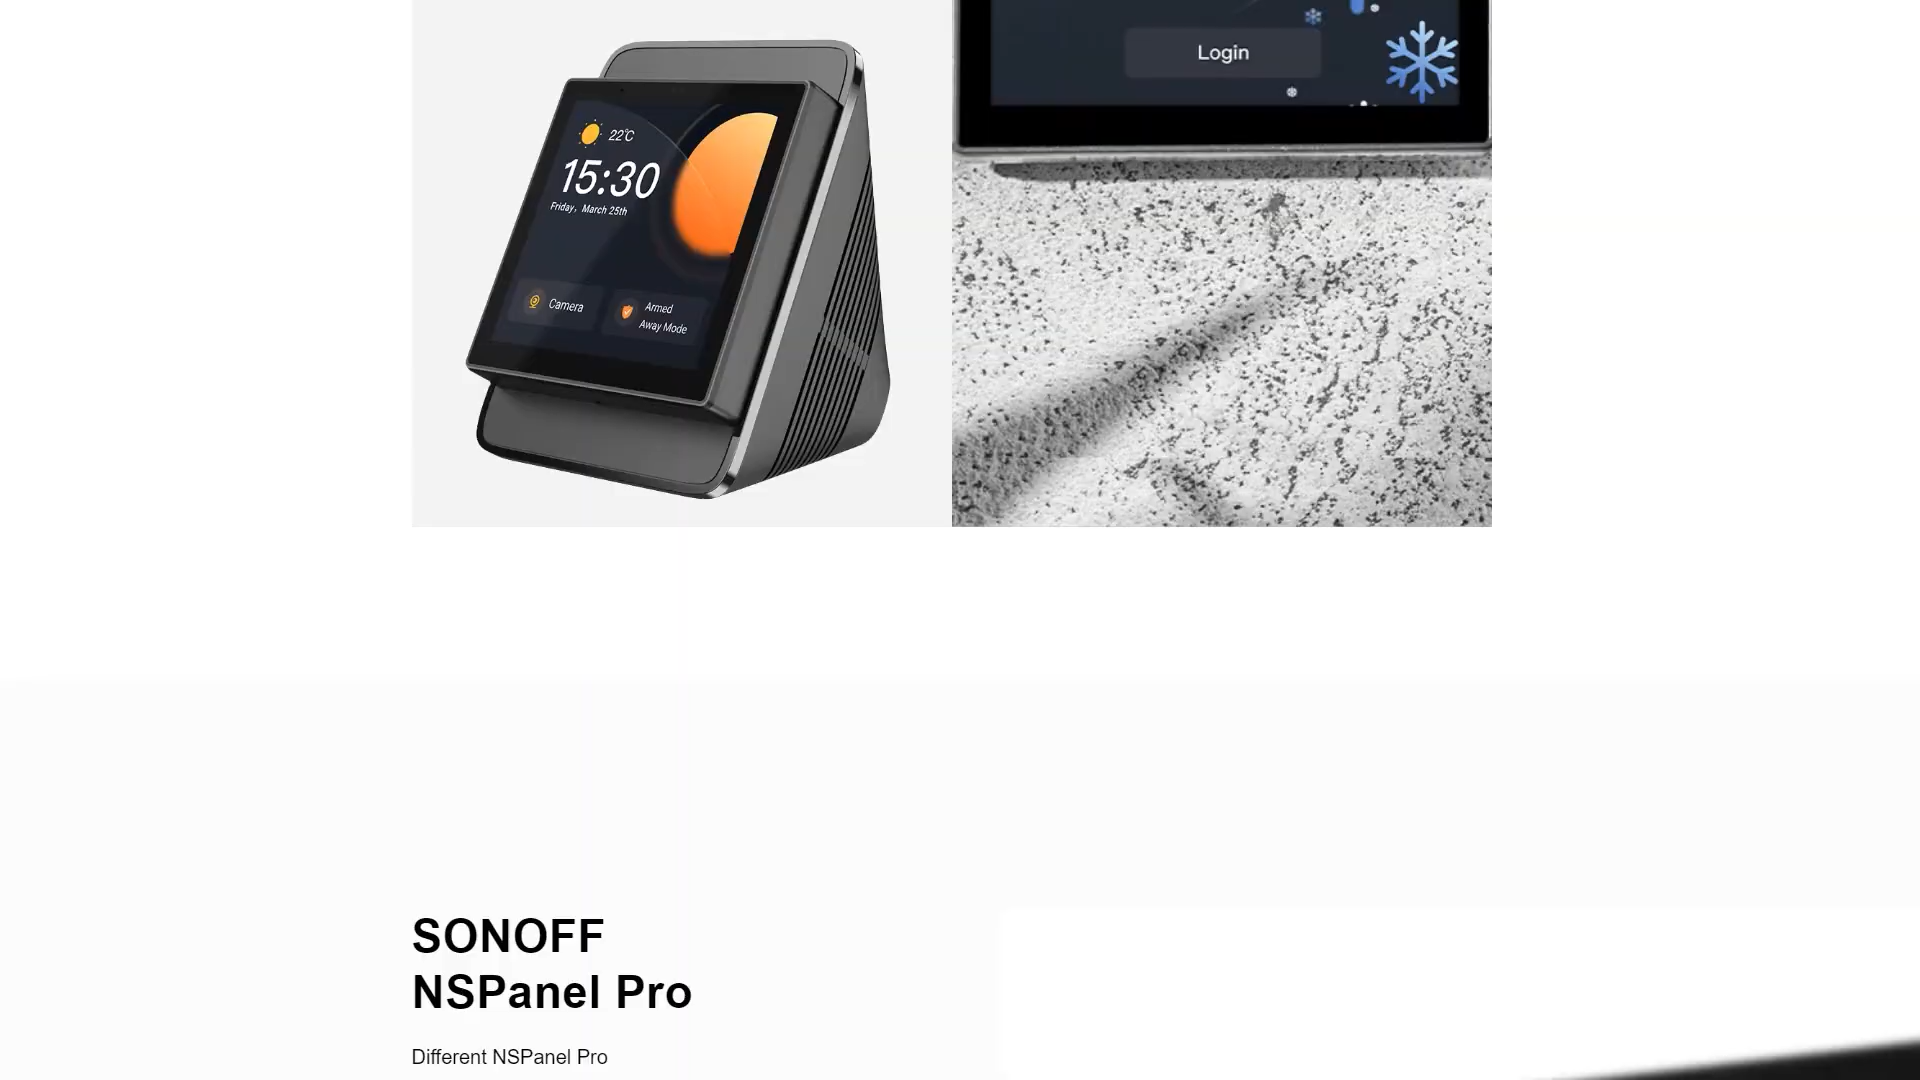 22℃
15:30
Friday, March 25th
Camera
Armed
Away Mode
Login
SONOFF
NSPanel Pro
Different NSPanel Pro